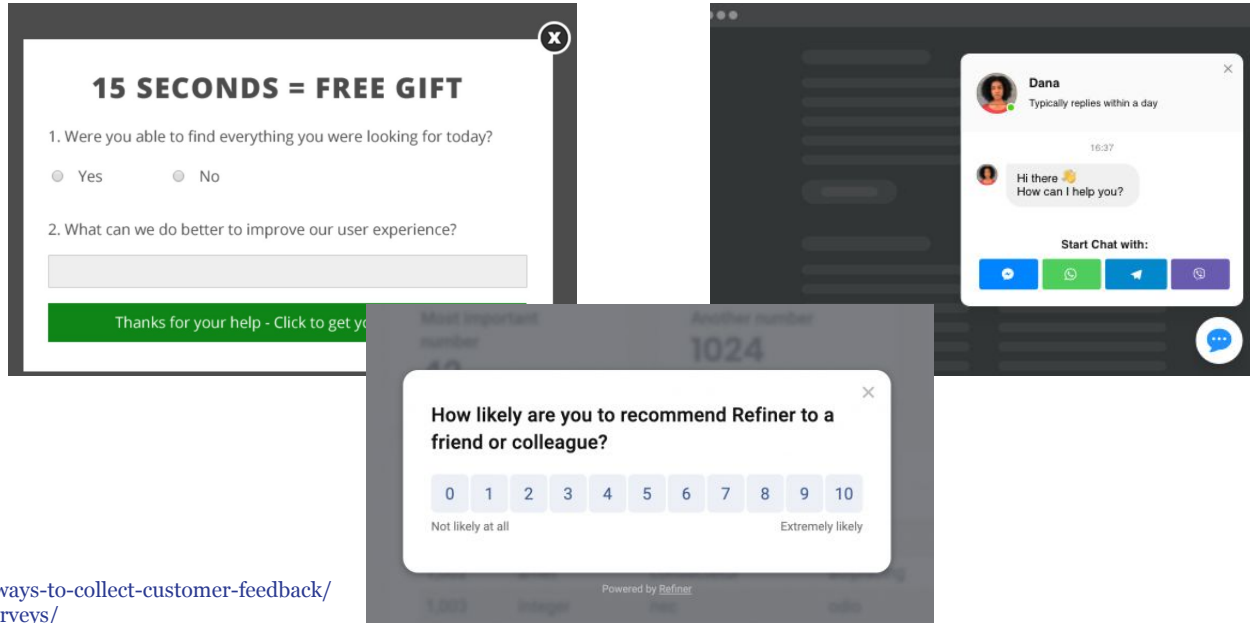 X
15 SECONDS = FREE GIFT
1. Were you able to find everything you were looking for today?
Yes No
2. What can we do better to improve our user experience?
Thanks for your help - Click to get yo
Dana
Typically replies within a day
16:37
Hi there 👋
How can I help you?
Start Chat with:
Most important
number
Another number
1024
How likely are you to recommend Refiner to a
friend or colleague?
0 1 2 3 4 5 6 7 8 9 10
Not likely at all Extremely likely
Powered by Refiner
1,003 integer nec odio
ways-to-collect-customer-feedback/
rveys/